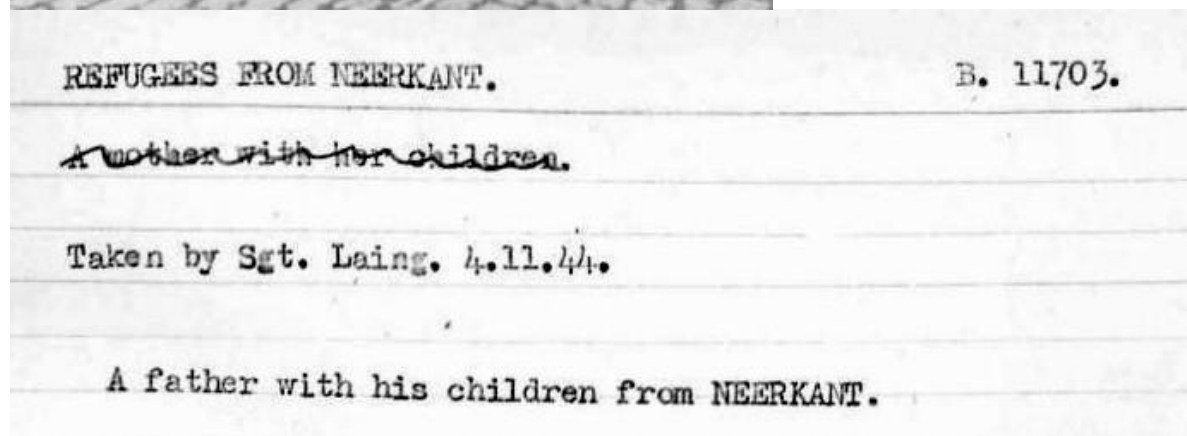 REFUGEES FROM NEERKANT. B. 11703.
A mother with her children.
Taken by Sgt. Laing. 4.11.44.
A father with his children from NEERKANT.